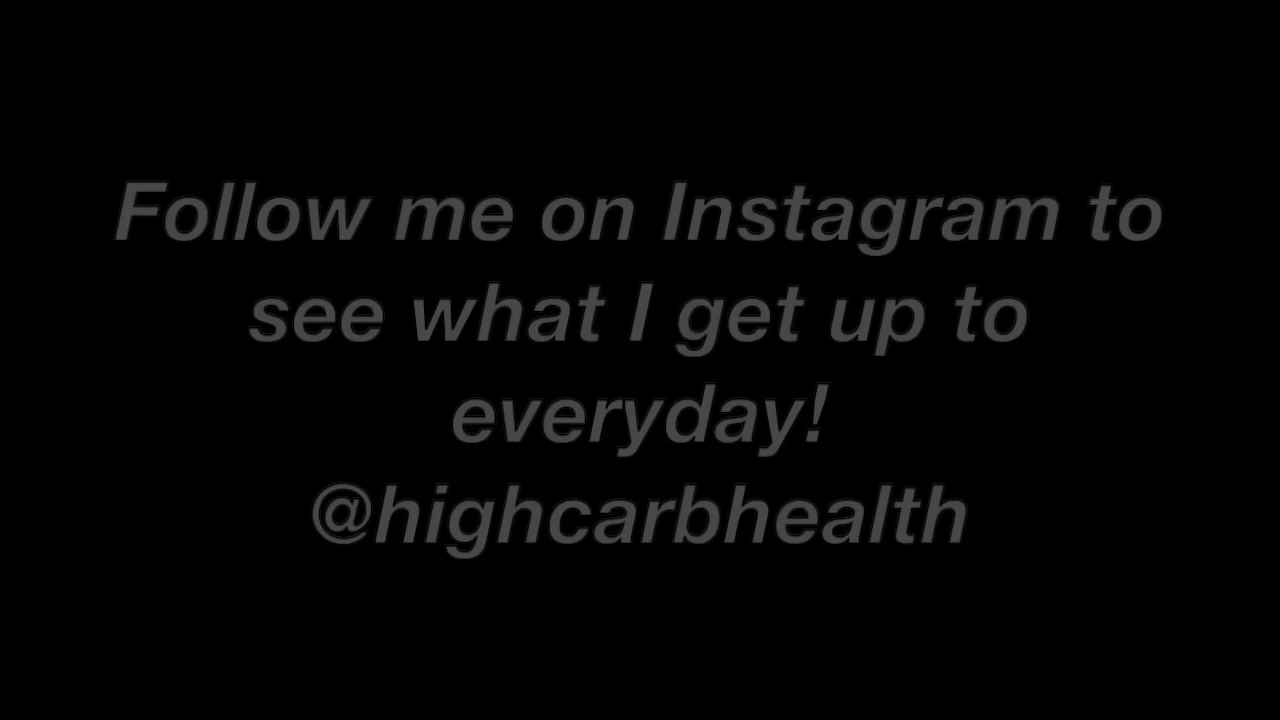 Follow me on Instagram to
see what I get up to
everyday!
@highcarbhealth